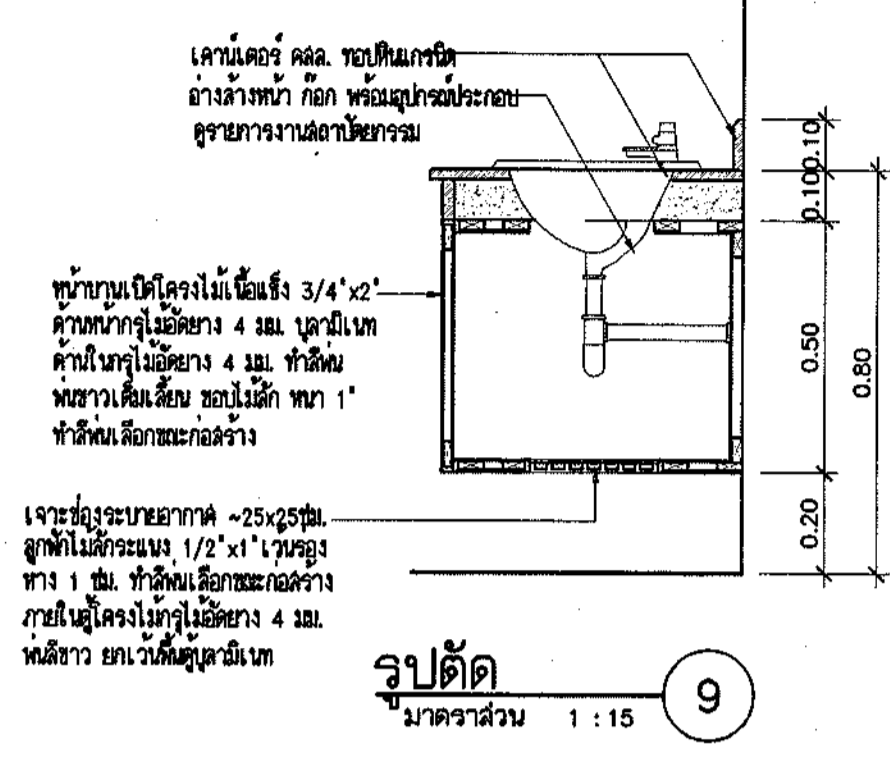 เคาน์เตอร์ คสล. ทอปหินแกรนิต
อ่างล้างหน้า ก๊อก พร้อมอุปกรณ์ประกอบ
ดูรายการงานสถาปัตยกรรม
0.10
0.10
0.50
0.80
0.20
หน้าบานเปิดโครงไม้เนื้อแข็ง 3/4"x2"
ด้านหน้ากรุไม้อัดยาง 4 มม. บุลามิเนท
ด้านในกรุไม้อัดยาง 4 มม. ทำสีพ่น
พ่นขาวเต็มเสี้ยน ขอบไม้สัก หนา 1"
ทำสีพ่นเลือกขณะก่อสร้าง
เจาะช่องระบายอากาศ ~25x25ซม.
ลูกฟักไม้สักระแนง 1/2"x1"เว้นร่อง
ห่าง 1 ซม. ทำสีพ่นเลือกขณะก่อสร้าง
ภายในตู้โครงไม้กรุไม้อัดยาง 4 มม.
พ่นสีขาว ยกเว้นพื้นตู้บุลามิเนท
รูปตัด
มาตราส่วน 1 : 15
9